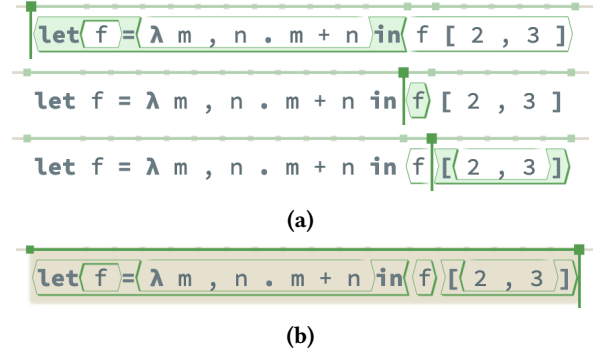 let f = λ m , n . m + n in f [ 2 , 3 ]
let f = λ m , n . m + n in f [ 2 , 3 ]
let f = λ m , n . m + n in f [ 2 , 3 ]
(a)
let f = λ m , n . m + n in f [ 2 , 3 ]
(b)